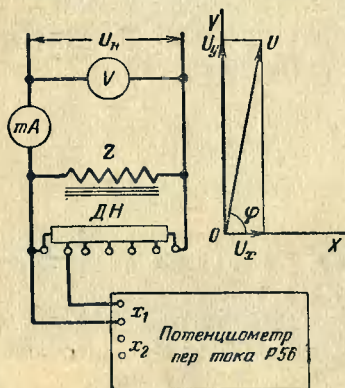 Uн
V
mA
Z
ДН
x₁
x₂
Потенциометр
пер тока Р56
Y
Uy
U
φ
0
Ux
X